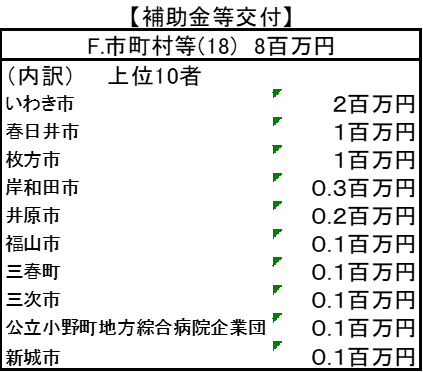 【補助金等交付】
F.市町村等(18) 8百万円
(内訳) 上位10者
いわき市 2百万円
春日井市 1百万円
枚方市 1百万円
岸和田市 0.3百万円
井原市 0.2百万円
福山市 0.1百万円
三春町 0.1百万円
三次市 0.1百万円
公立小野町地方綜合病院企業団 0.1百万円
新城市 0.1百万円